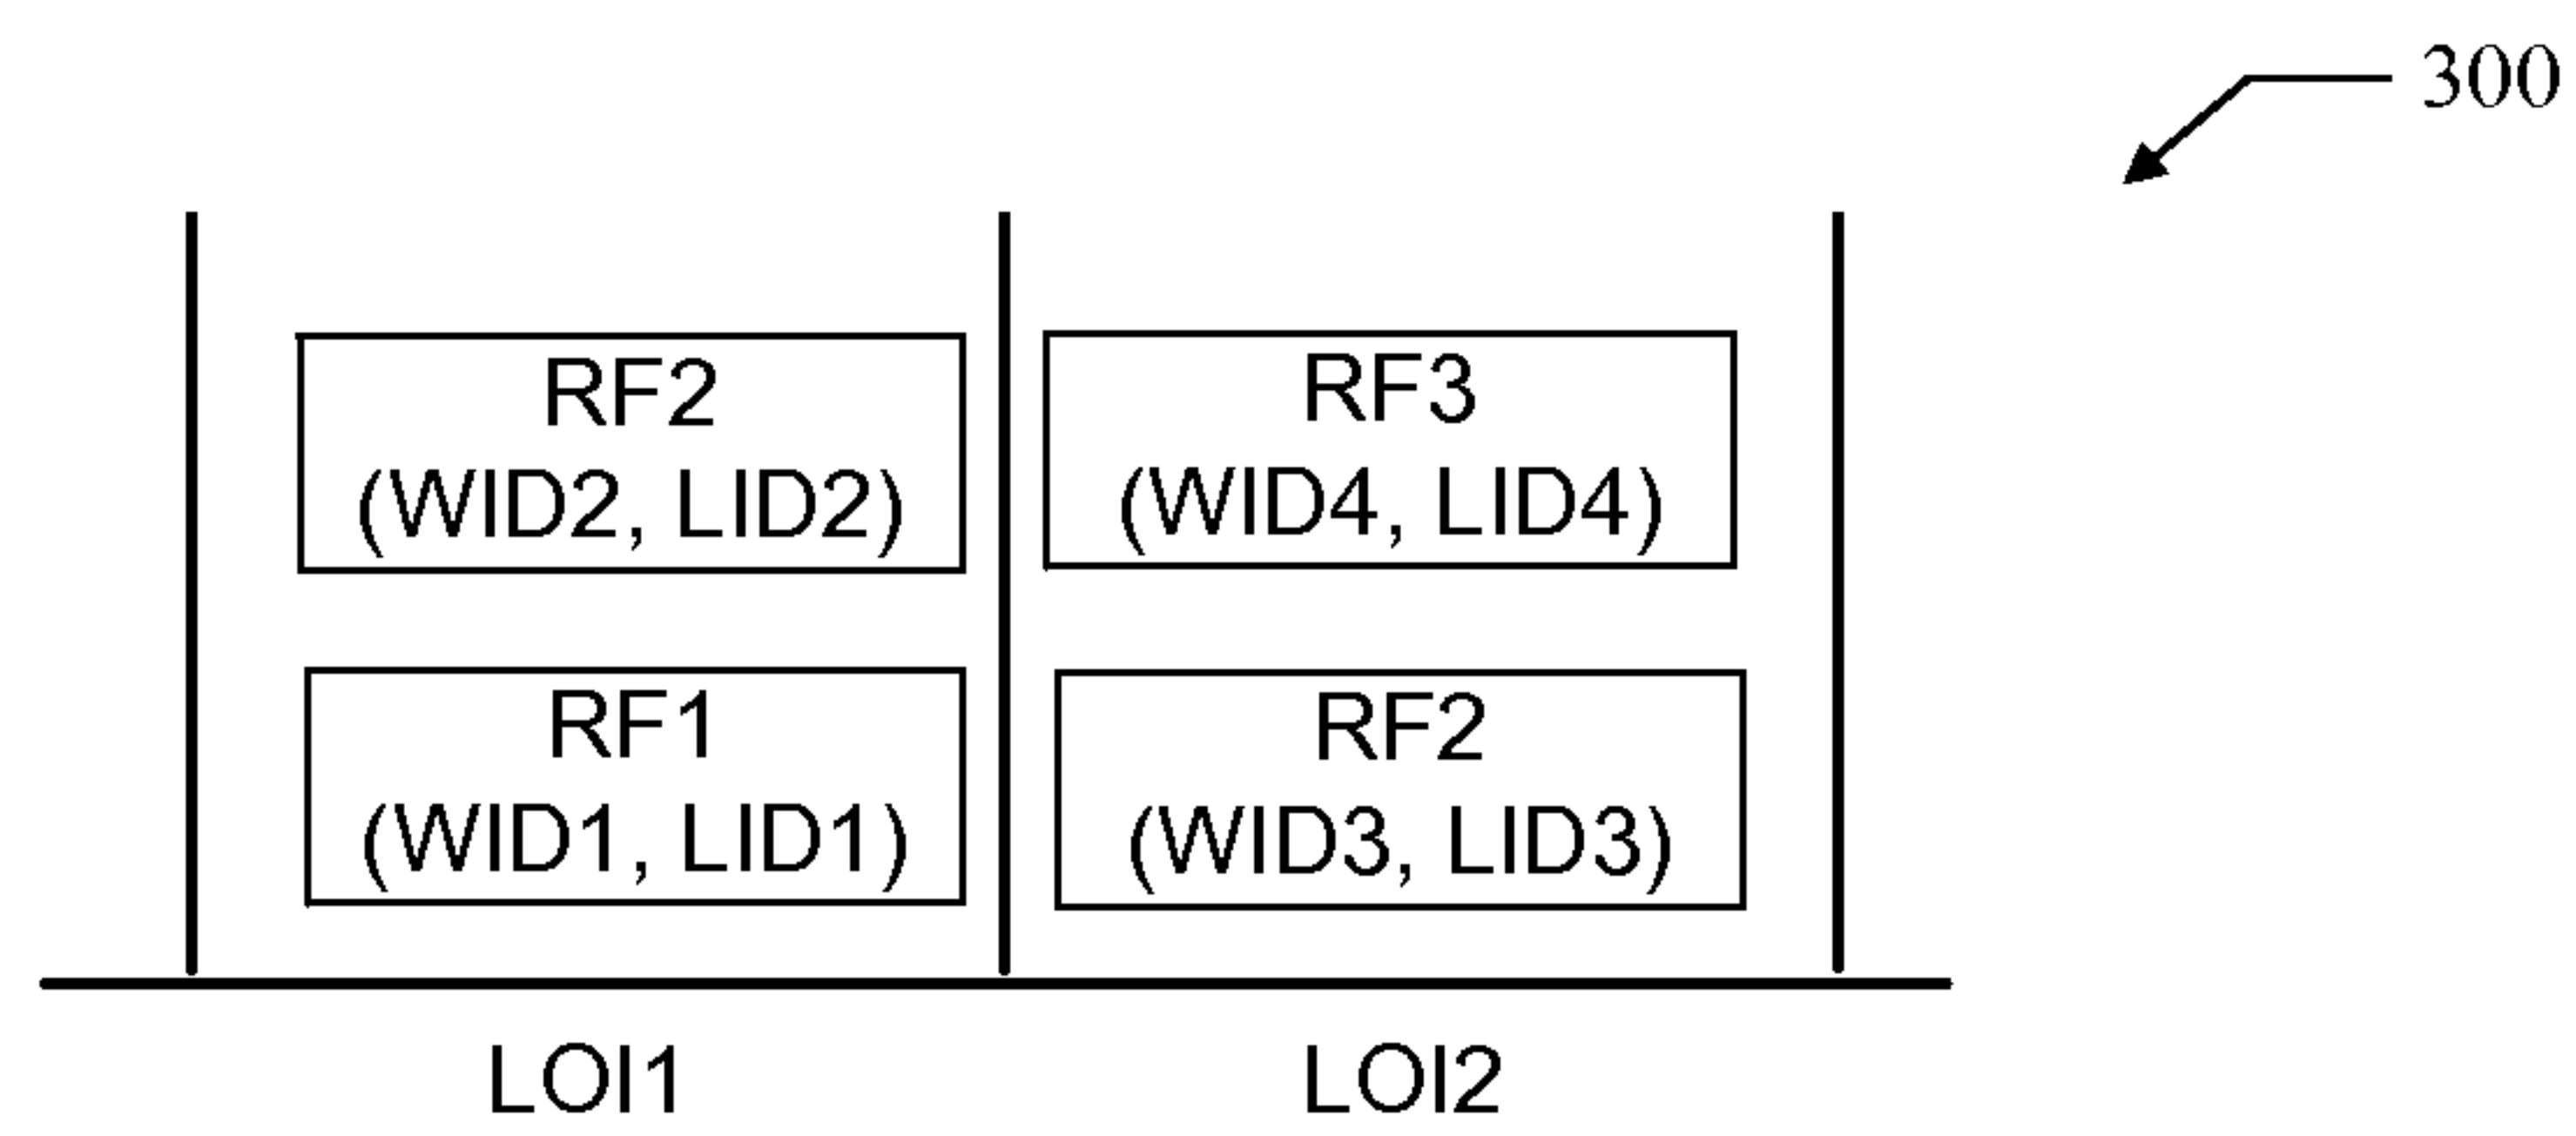 300
RF2
(WID2, LID2)
RF3
(WID4, LID4)
RF1
(WID1, LID1)
RF2
(WID3, LID3)
LOI1
LOI2